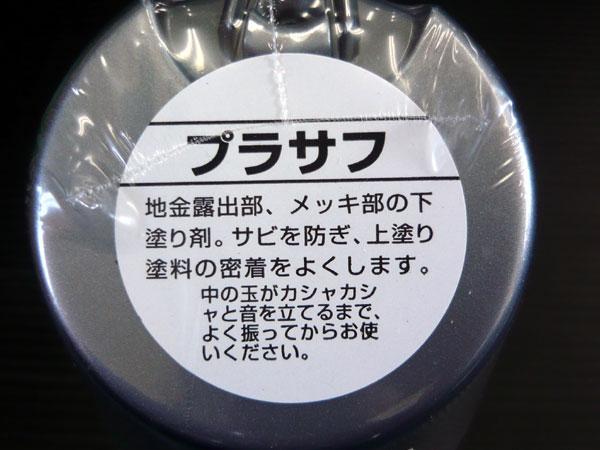 プラサフ
地金露出部、メッキ部の下
塗り剤。サビを防ぎ、上塗り
塗料の密着をよくします。
中の玉がカシャカシ
ャと音を立てるまで、
よく振ってからお使
いください。